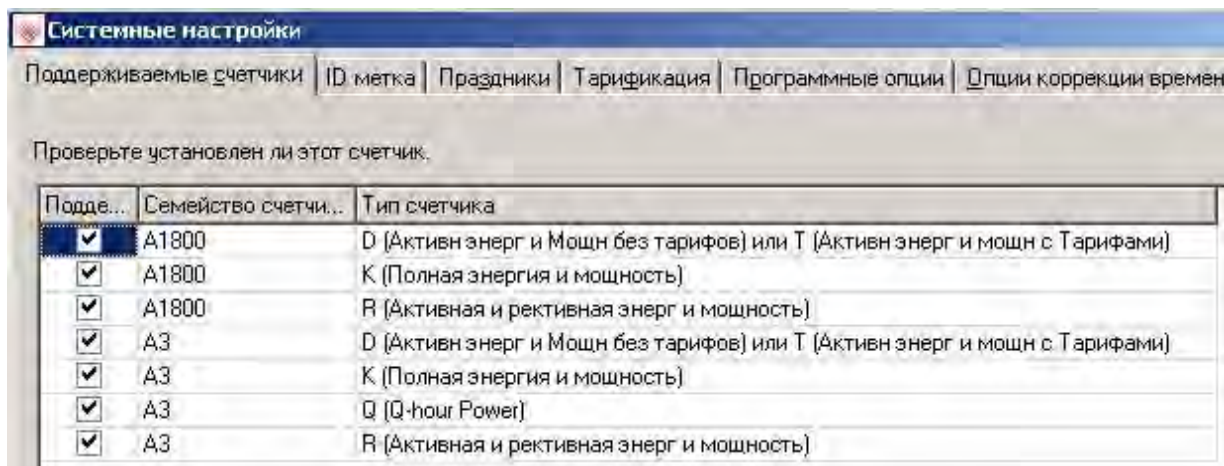 Системные настройки
Поддерживаемые счетчики ID метка Праздники Тарификация Программные опции Опции коррекции времен
Проверьте установлен ли этот счетчик.
Подде... Семейство счетчи... Тип счетчика
A1800 D (Активн энерг и Мощн без тарифов) или T (Активн энерг и мощн с Тарифами)
A1800 K (Полная энергия и мощность)
A1800 R (Активная и рективная энерг и мощность)
A3 D (Активн энерг и Мощн без тарифов) или T (Активн энерг и мощн с Тарифами)
A3 K (Полная энергия и мощность)
A3 Q (Q-hour Power)
A3 R (Активная и рективная энерг и мощность)